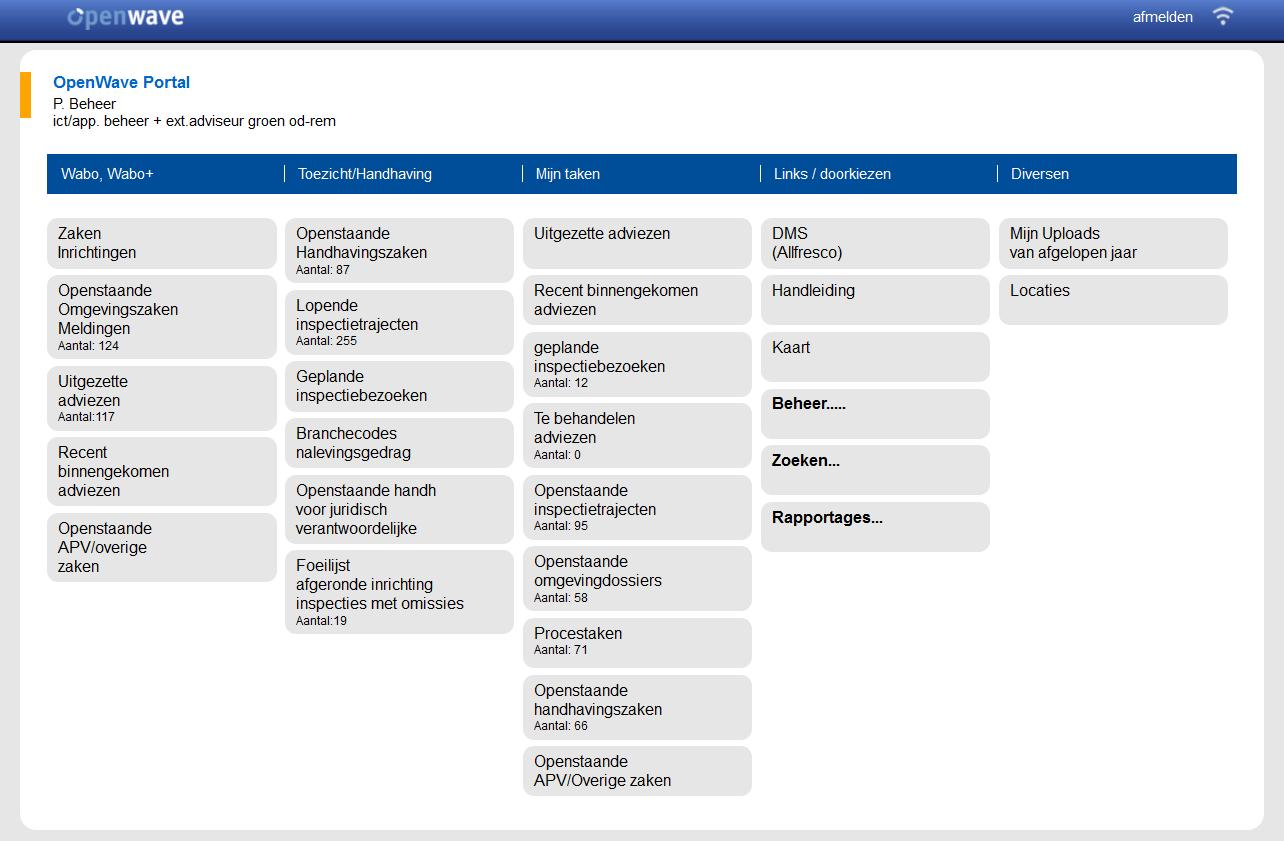 openwave
afmelden
OpenWave Portal
P. Beheer
ict/app. beheer + ext.adviseur groen od-rem
Wabo, Wabo+
Toezicht/Handhaving
Mijn taken
Links / doorkiezen
Diversen
Zaken
Inrichtingen
Openstaande
Omgevingszaken
Meldingen
Aantal: 124
Uitgezette
adviezen
Aantal:117
Recent
binnengekomen
adviezen
Openstaande
APV/overige
zaken
Openstaande
Handhavingszaken
Aantal: 87
Lopende
inspectietrajecten
Aantal: 255
Geplande
inspectiebezoeken
Branchecodes
nalevingsgedrag
Openstaande handh
voor juridisch
verantwoordelijke
Foeilijst
afgeronde inrichting
inspecties met omissies
Aantal:19
Uitgezette adviezen
Recent binnengekomen
adviezen
geplande
inspectiebezoeken
Aantal: 12
Te behandelen
adviezen
Aantal: 0
Openstaande
inspectietrajecten
Aantal: 95
Openstaande
omgevingdossiers
Aantal: 58
Procestaken
Aantal: 71
Openstaande
handhavingszaken
Aantal: 66
Openstaande
APV/Overige zaken
DMS
(Allfresco)
Handleiding
Kaart
Beheer.....
Zoeken...
Rapportages...
Mijn Uploads
van afgelopen jaar
Locaties